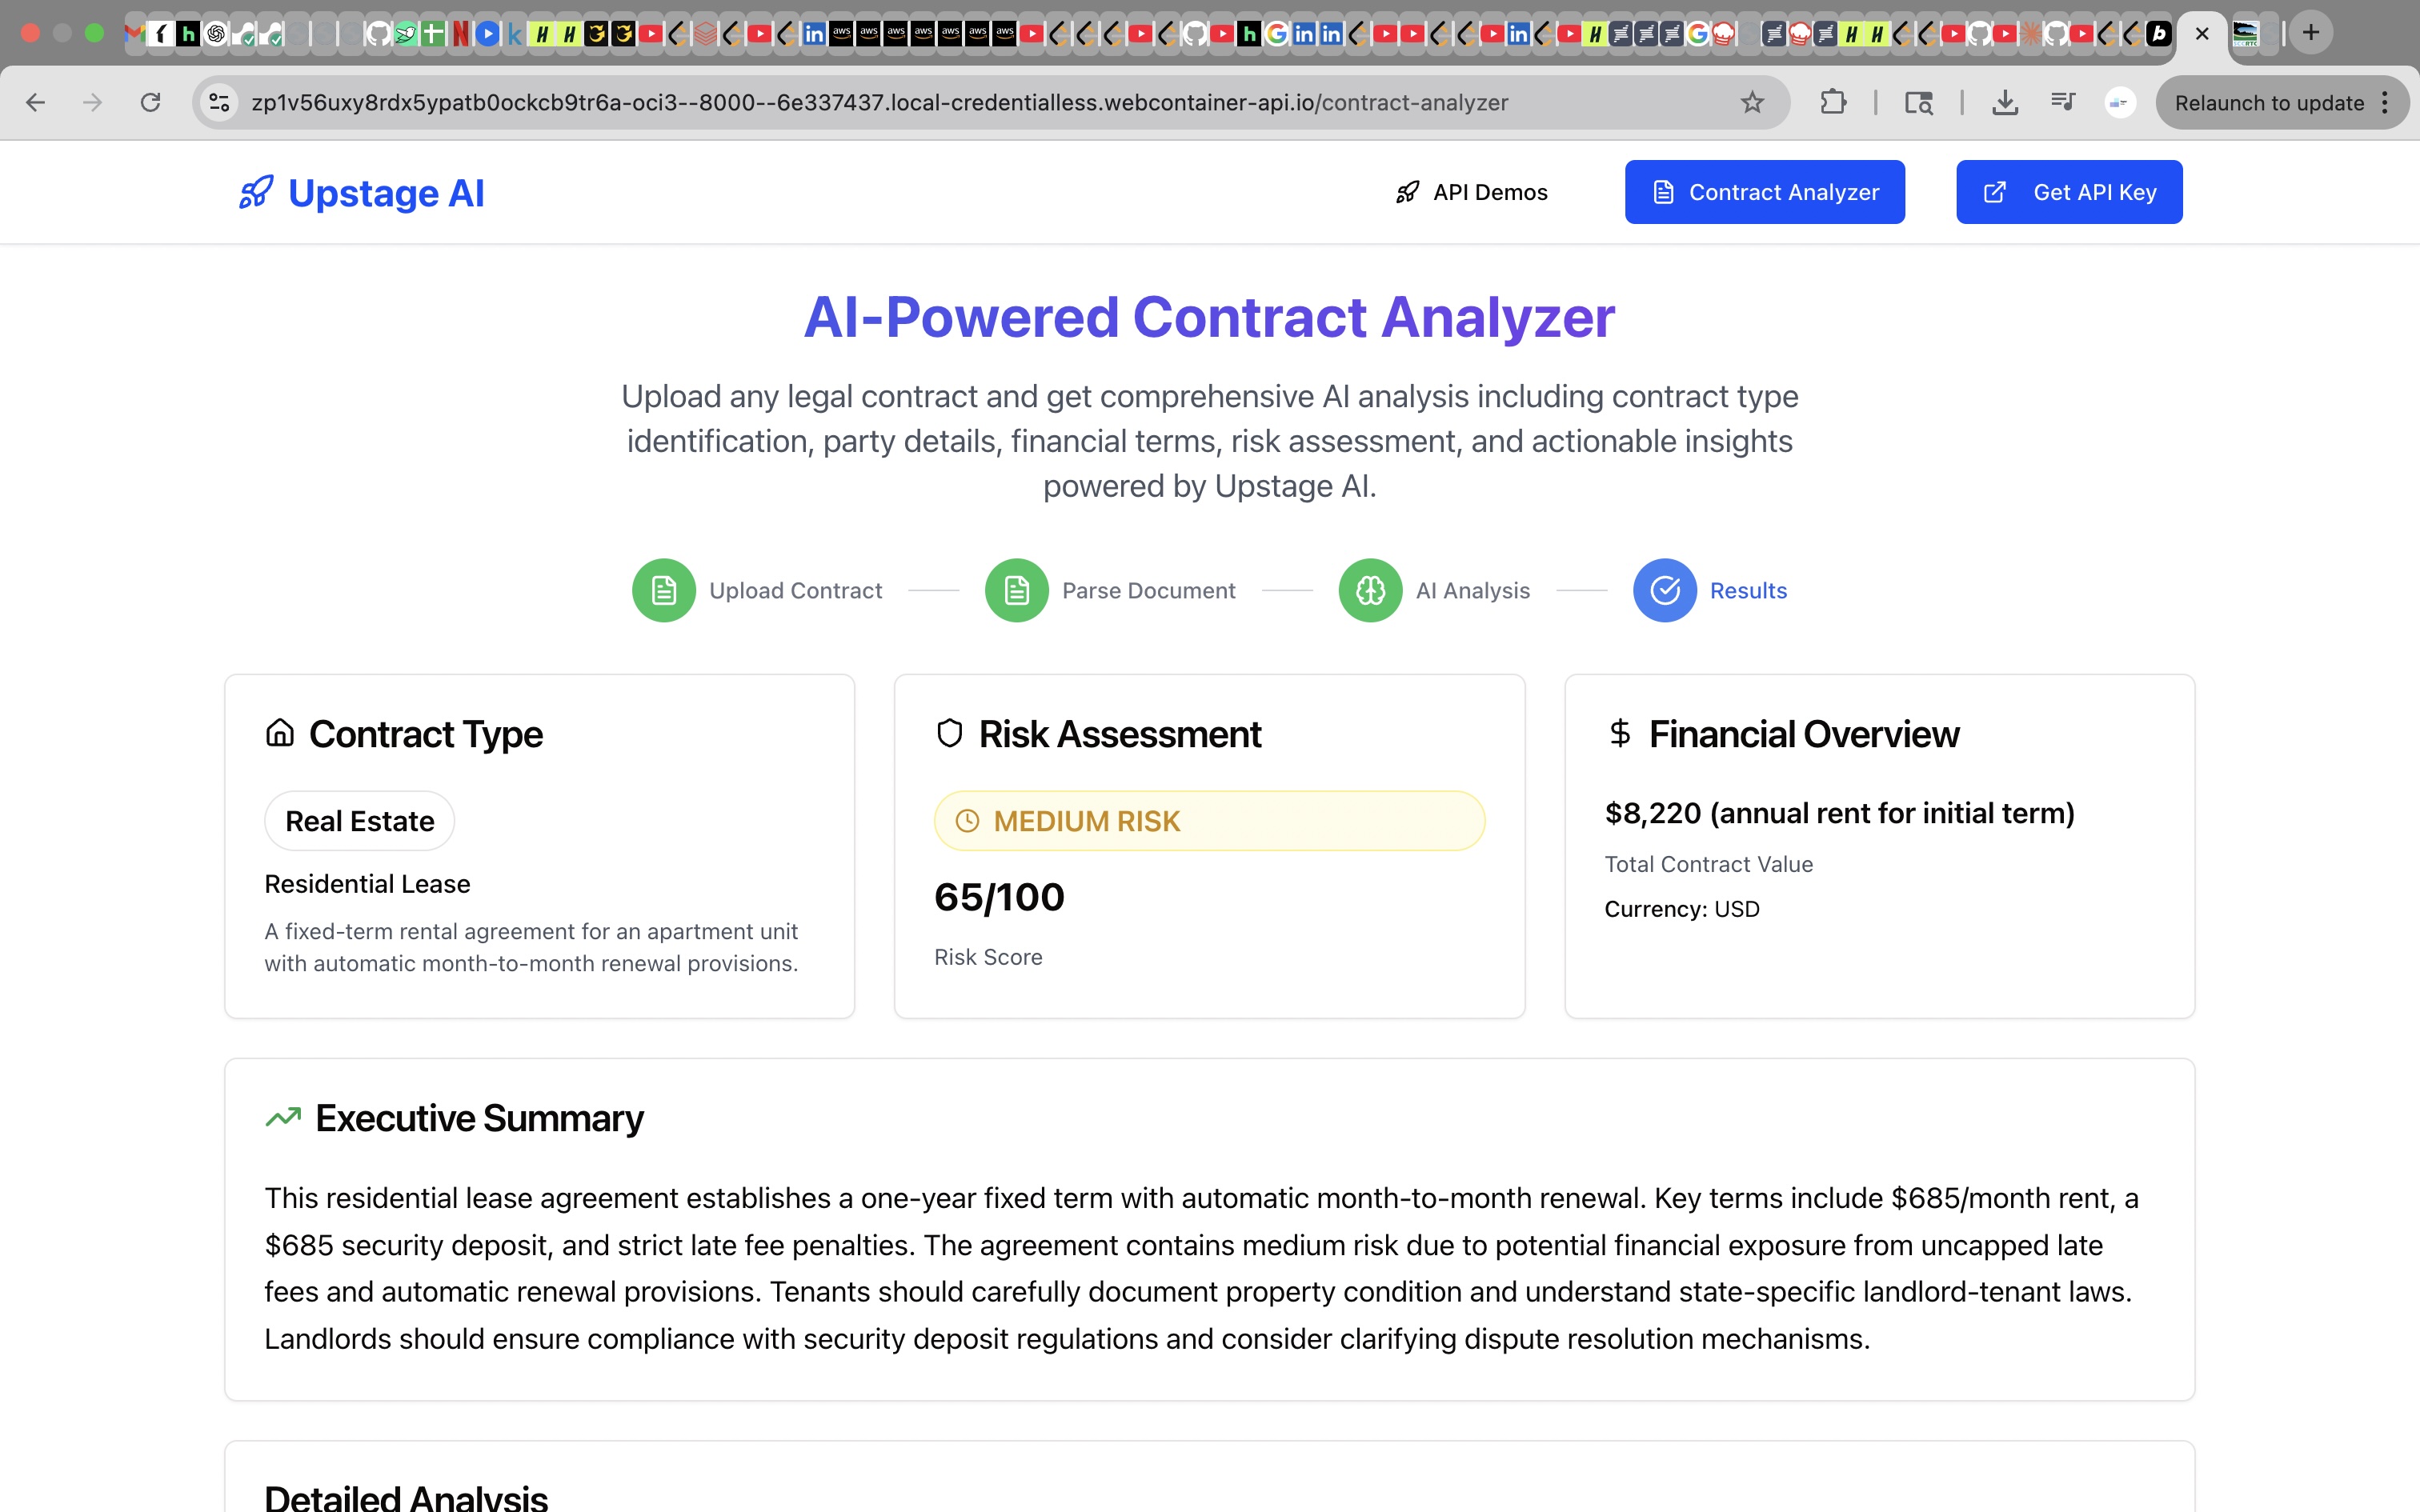 zp1v56uxy8rdx5ypatb0ockcb9tr6a-oci3--8000--6e337437.local-credentialless.webcontainer-api.io/contract-analyzer
Relaunch to update
Upstage AI
API Demos
Contract Analyzer
Get API Key
AI-Powered Contract Analyzer
Upload any legal contract and get comprehensive AI analysis including contract type
identification, party details, financial terms, risk assessment, and actionable insights
powered by Upstage AI.
Upload Contract
Parse Document
AI Analysis
Results
Contract Type
Real Estate
Residential Lease
A fixed-term rental agreement for an apartment unit
with automatic month-to-month renewal provisions.
Risk Assessment
MEDIUM RISK
65/100
Risk Score
Financial Overview
$8,220 (annual rent for initial term)
Total Contract Value
Currency: USD
Executive Summary
This residential lease agreement establishes a one-year fixed term with automatic month-to-month renewal. Key terms include $685/month rent, a
$685 security deposit, and strict late fee penalties. The agreement contains medium risk due to potential financial exposure from uncapped late
fees and automatic renewal provisions. Tenants should carefully document property condition and understand state-specific landlord-tenant laws.
Landlords should ensure compliance with security deposit regulations and consider clarifying dispute resolution mechanisms.
Detailed Analysis